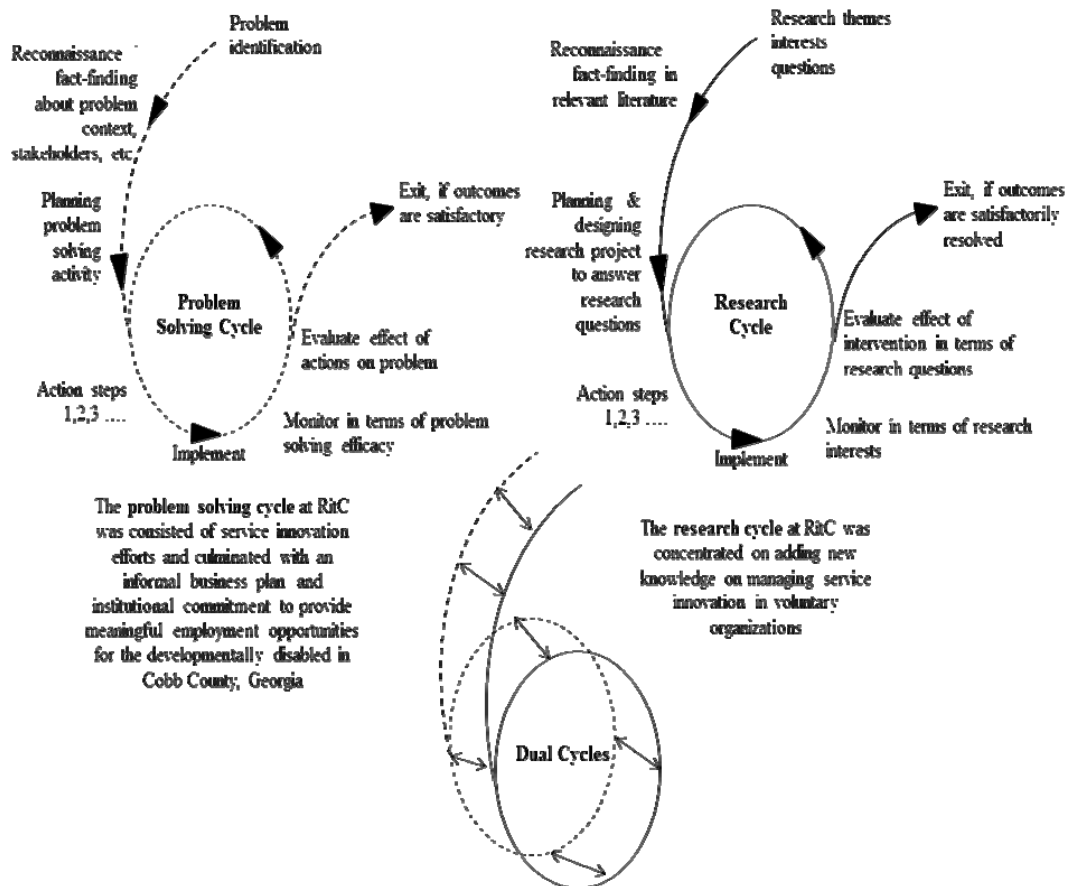 Problem
identification
Reconnaissance
fact-finding
about problem
context,
stakeholders, etc
Planning
problem
solving
activity
Exit, if outcomes
are satisfactory
Problem
Solving Cycle
Evaluate effect of
actions on problem
Action steps
1,2,3 ....
Monitor in terms of problem
solving efficacy
Implement
Research themes
interests
questions
Reconnaissance
fact-finding in
relevant literature
Planning &
designing
research project
to answer
research
questions
Exit, if outcomes
are satisfactorily
resolved
Research
Cycle
Evaluate effect of
intervention in terms of
research questions
Action steps
1,2,3 ....
Monitor in terms of research
interests
Implement
The problem solving cycle at RitC
was consisted of service innovation
efforts and culminated with an
informal business plan and
institutional commitment to provide
meaningful employment opportunities
for the developmentally disabled in
Cobb County, Georgia
The research cycle at RitC was
concentrated on adding new
knowledge on managing service
innovation in voluntary
organizations
Dual Cycles